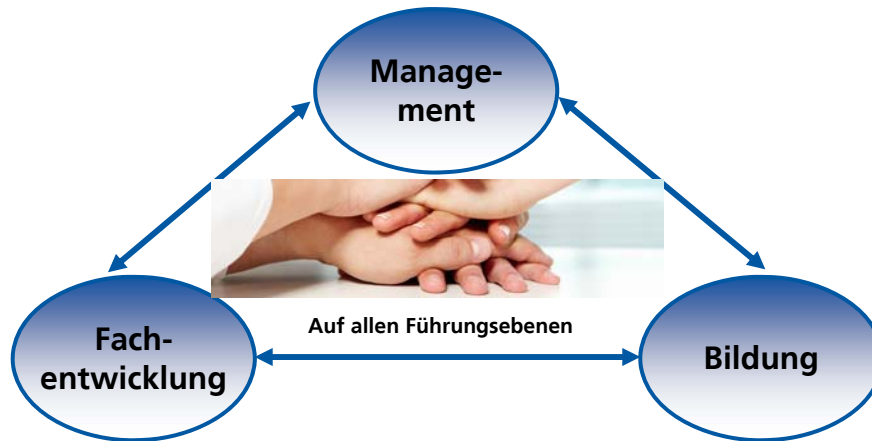 Manage-
ment
Auf allen Führungsebenen
Fach-
entwicklung
Bildung